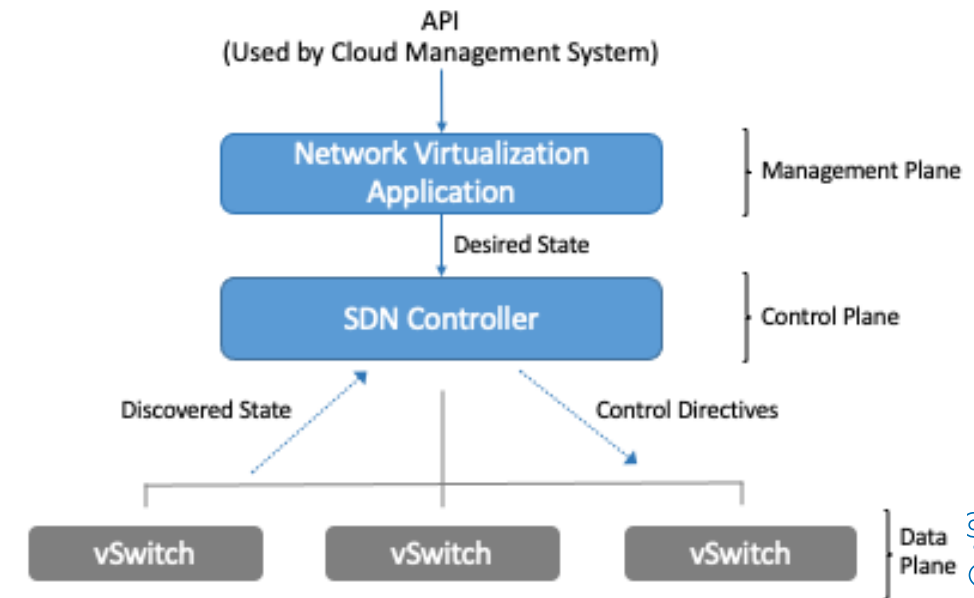 API
(Used by Cloud Management System)
Network Virtualization
Application
Management Plane
Desired State
SDN Controller
Control Plane
Discovered State
Control Directives
vSwitch
vSwitch
vSwitch
Data
Plane